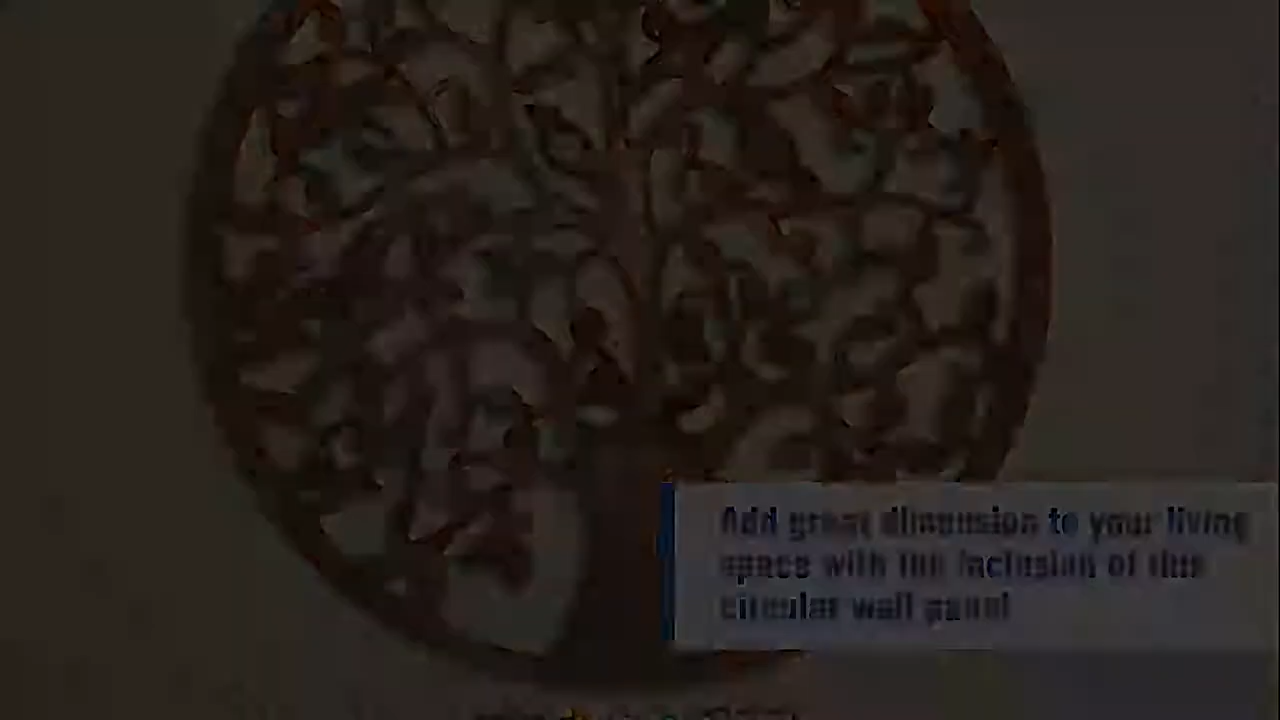 Add great dimension to your living
space with the inclusion of this
circular wall panel